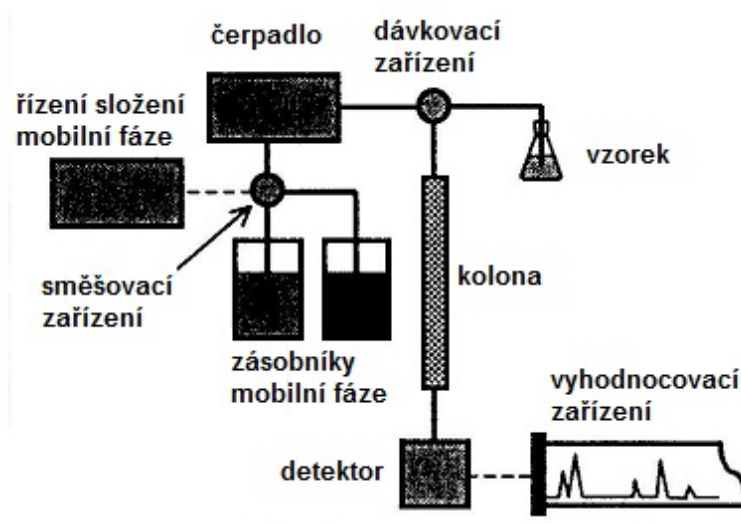 čerpadlo
dávkovací
zařízení
řízení složení
mobilní fáze
vzorek
směšovací
zařízení
kolona
zásobníky
mobilní fáze
vyhodnocovací
zařízení
detektor